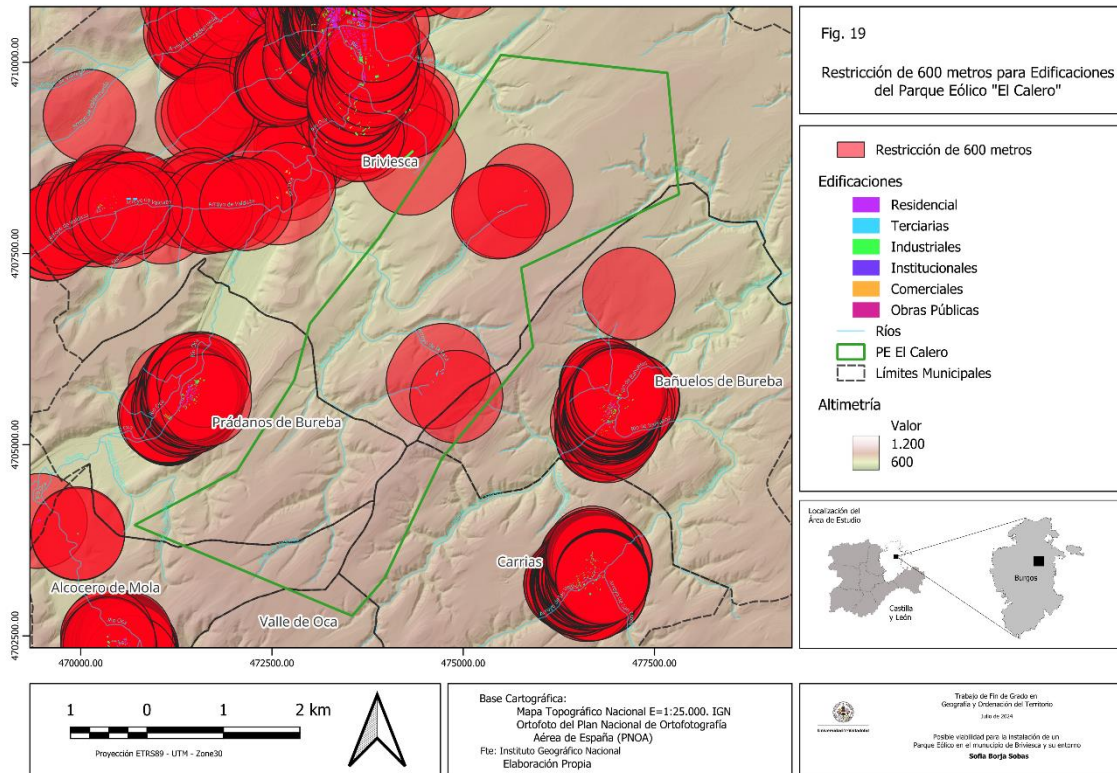 4710000.00
4707500.00
4705000.00
4702500.00
470000.00
472500.00
475000.00
477500.00
Briviesca
Prádanos de Bureba
Bañuelos de Bureba
Carrias
Alcocero de Mola
Valle de Oca
Fig. 19
Restricción de 600 metros para Edificaciones
del Parque Eólico "El Calero"
Restricción de 600 metros
Edificaciones
Residencial
Terciarias
Industriales
Institucionales
Comerciales
Obras Públicas
Ríos
PE El Calero
Límites Municipales
Altimetría
Valor
1.200
600
Localización del
Área de Estudio
Castilla
y León
Burgos
1 0 1 2 km
Proyección ETRS89 - UTM - Zone30
Base Cartográfica:
Mapa Topográfico Nacional E=1:25.000. IGN
Ortofoto del Plan Nacional de Ortofotografía
Aérea de España (PNOA)
Fte: Instituto Geográfico Nacional
Elaboración Propia
Universidad de Valladolid
Trabajo de Fin de Grado en
Geografía y Ordenación del Territorio
Julio de 2024
Posible viabilidad para la instalación de un
Parque Eólico en el municipio de Briviesca y su entorno
Sofía Borja Sobas